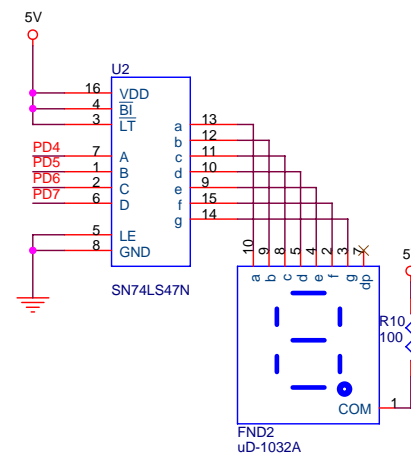 5V
U2
16 VDD
4 BI
3 LT
PD4 7 A
PD5 1 B
PD6 2 C
PD7 6 D
5 LE
8 GND
a 13
b 12
c 11
d 10
e 9
f 15
g 14
SN74LS47N
10 9 8 5 4 2 3 7
a b c d e f g dp
5
R10
100
COM 1
FND2
uD-1032A